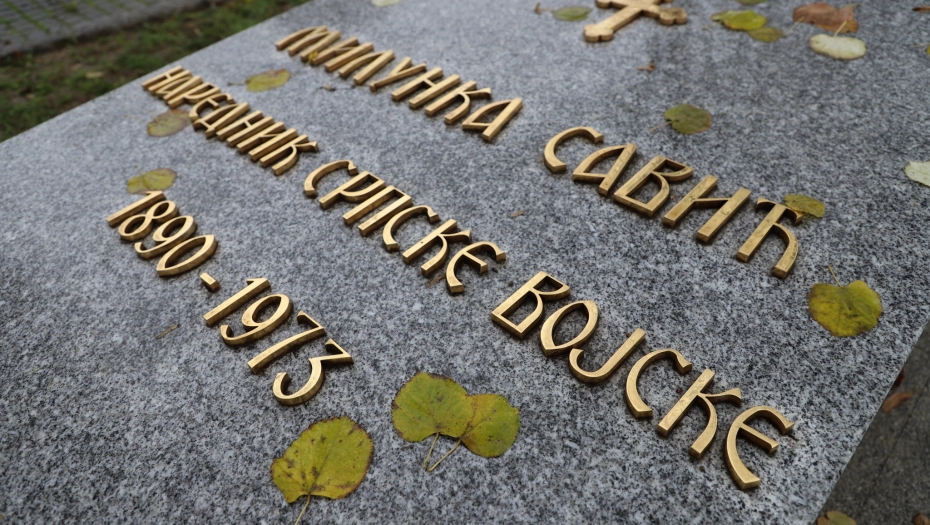 МИЛУНКА САВИЋ
НАРЕДНИК СРПСКЕ ВОЈСКЕ
1890-1973